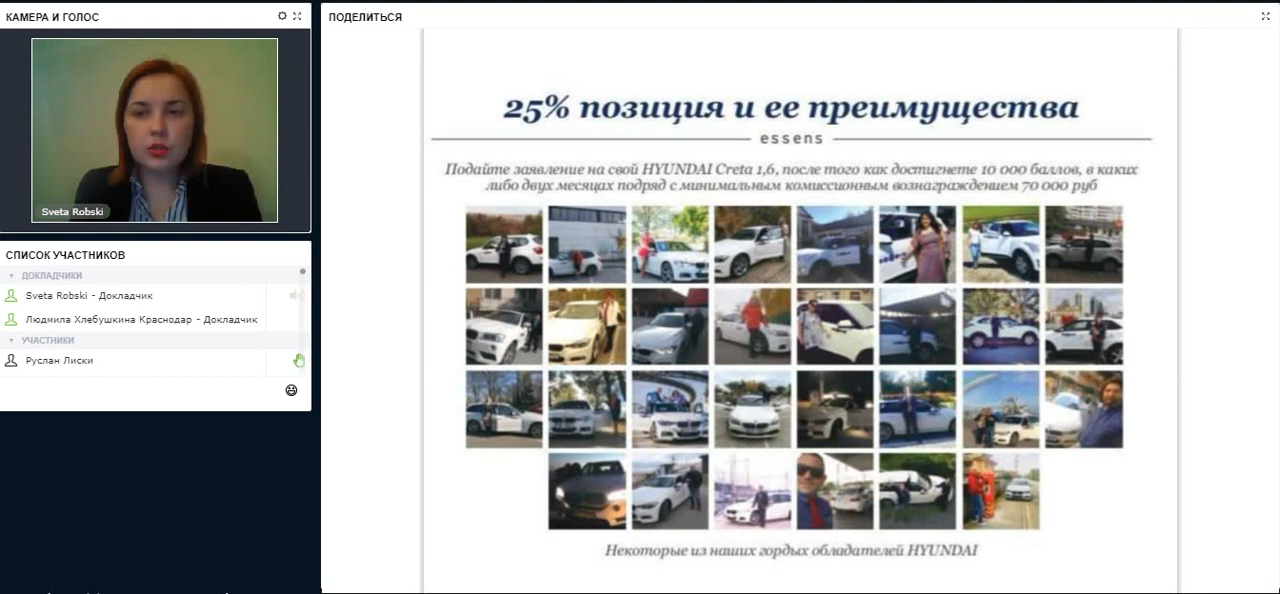 КАМЕРА И ГОЛОС
Sveta Robski
СПИСОК УЧАСТНИКОВ
ДОКЛАДЧИКИ
Sveta Robski - Докладчик
Людмила Хлебушкина Краснодар - Докладчик
УЧАСТНИКИ
Руслан Лиски
ПОДЕЛИТЬСЯ
25% позиция и ее преимущества
essens
Подайте заявление на свой HYUNDAI Creta 1,6, после того как достигнете 10 000 баллов, в каких
либо двух месяцах подряд с минимальным комиссионным вознаграждением 70 000 руб
Некоторые из наших гордых обладателей HYUNDAI